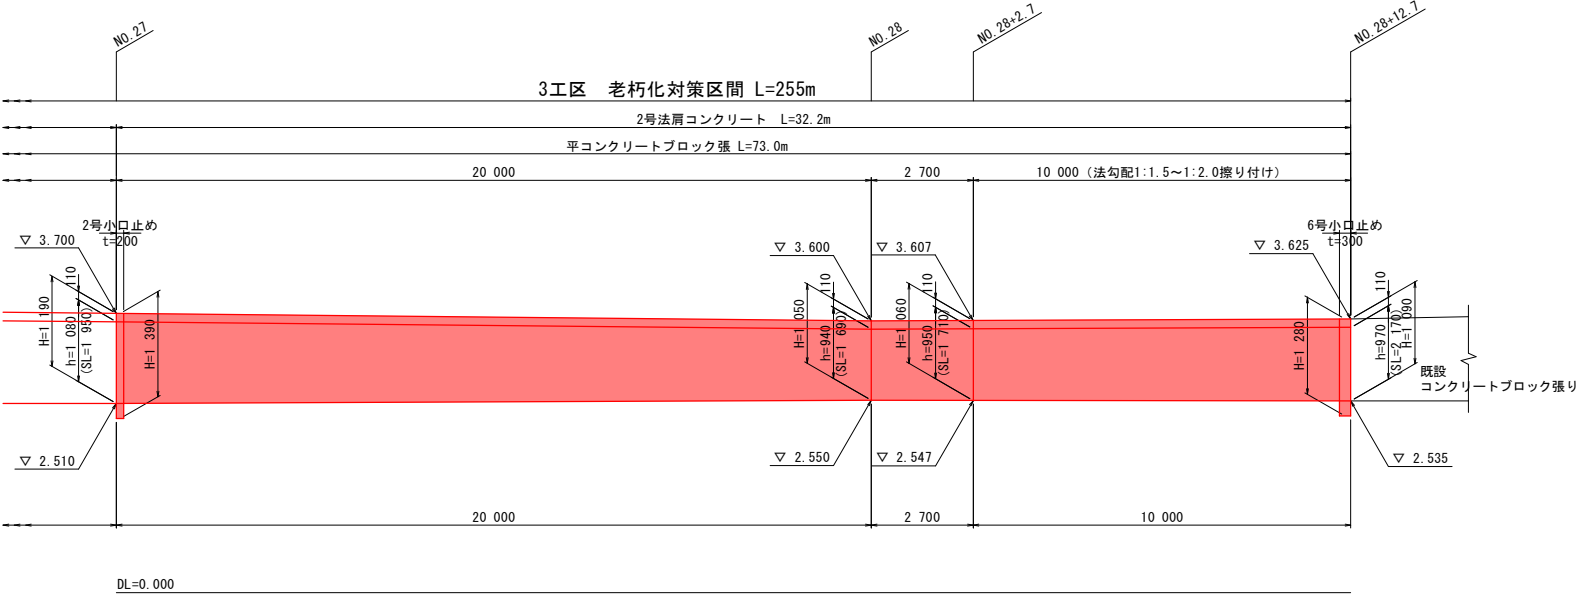 NO.27
NO.28
NO.28+2.7
NO.28+12.7
3工区　老朽化対策区間 L=255m
2号法肩コンクリート　L=32.2m
平コンクリートブロック張 L=73.0m
20 000
2 700
10 000（法勾配1:1.5～1:2.0擦り付け）
2号小口止め
t=200
6号小口止め
t=300
▽ 3.700
▽ 3.600
▽ 3.607
▽ 3.625
H=1 190
110
h=1 080
(SL=1 950)
H=1 390
H=1 050
110
h=940
(SL=1 690)
H=1 060
110
h=950
(SL=1 710)
H=1 280
110
h=970
(SL=2 170)
H=1 090
既設
コンクリートブロック張り
▽ 2.510
▽ 2.550
▽ 2.547
▽ 2.535
20 000
2 700
10 000
DL=0.000